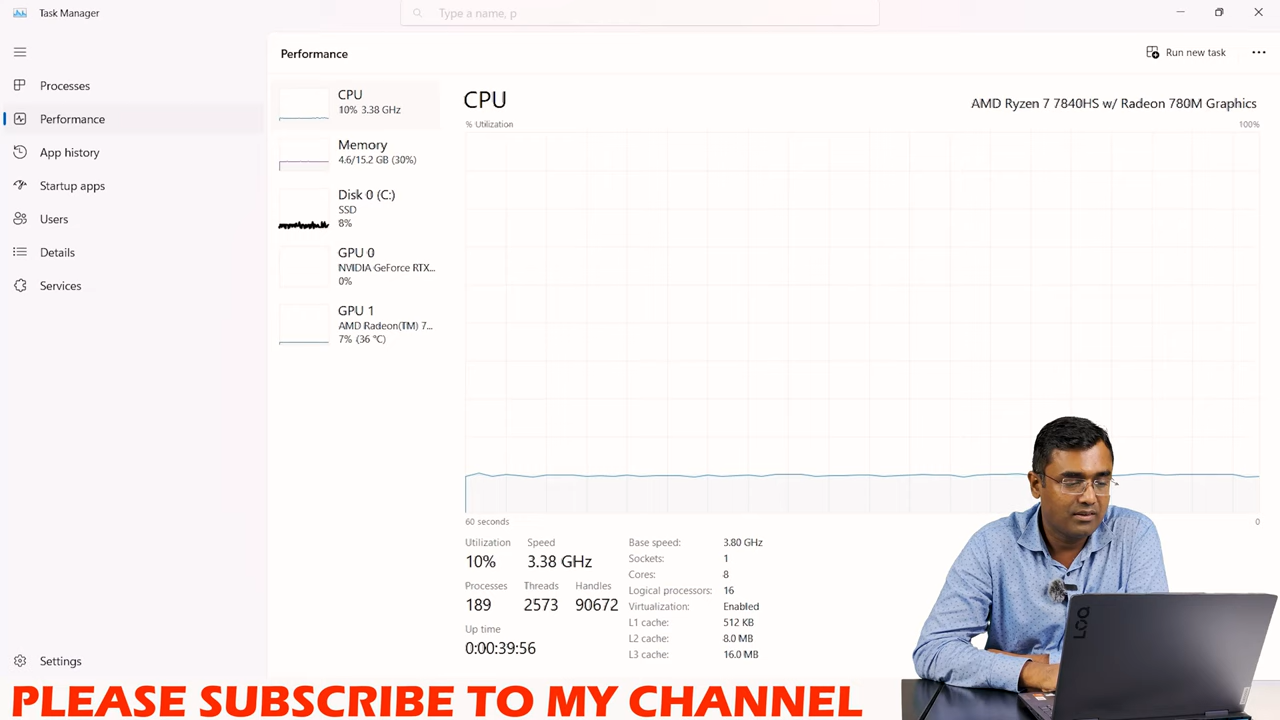 Task Manager
Type a name, p
Performance
Run new task
Processes
Performance
App history
Startup apps
Users
Details
Services
Settings
CPU
10% 3.38 GHz
Memory
4.6/15.2 GB (30%)
Disk 0 (C:)
SSD
8%
GPU 0
NVIDIA GeForce RTX...
0%
GPU 1
AMD Radeon(TM) 7...
7% (36 °C)
CPU
AMD Ryzen 7 7840HS w/ Radeon 780M Graphics
% Utilization 100%
60 seconds 0
Utilization Speed
10% 3.38 GHz
Processes Threads Handles
189 2573 90672
Up time
0:00:39:56
Base speed: 3.80 GHz
Sockets: 1
Cores: 8
Logical processors: 16
Virtualization: Enabled
L1 cache: 512 KB
L2 cache: 8.0 MB
L3 cache: 16.0 MB
LOQ
PLEASE SUBSCRIBE TO MY CHANNEL